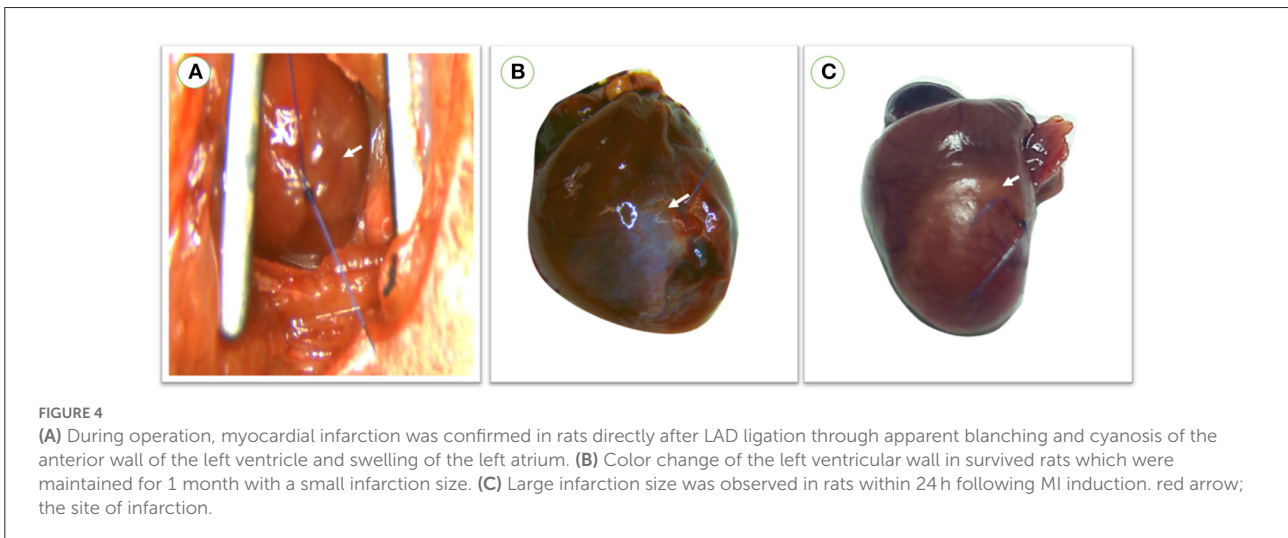 A
B
C
FIGURE 4
(A) During operation, myocardial infarction was confirmed in rats directly after LAD ligation through apparent blanching and cyanosis of the
anterior wall of the left ventricle and swelling of the left atrium. (B) Color change of the left ventricular wall in survived rats which were
maintained for 1 month with a small infarction size. (C) Large infarction size was observed in rats within 24 h following MI induction. red arrow;
the site of infarction.